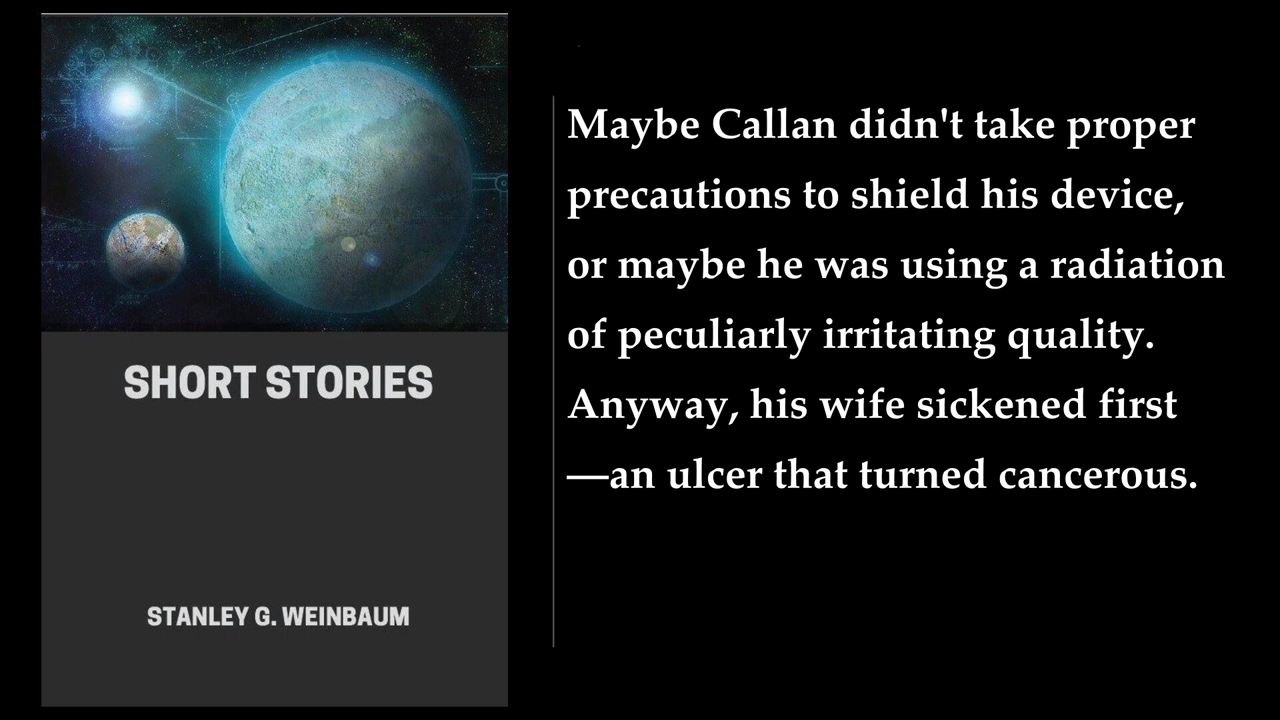 SHORT STORIES
STANLEY G. WEINBAUM
Maybe Callan didn't take proper
precautions to shield his device,
or maybe he was using a radiation
of peculiarly irritating quality.
Anyway, his wife sickened first
—an ulcer that turned cancerous.